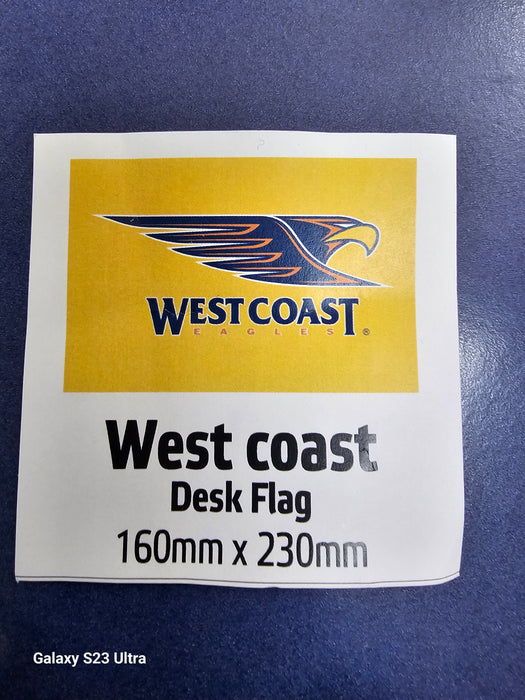 WEST COAST
EAGLES ®
West coast
Desk Flag
160mm x 230mm
Galaxy S23 Ultra